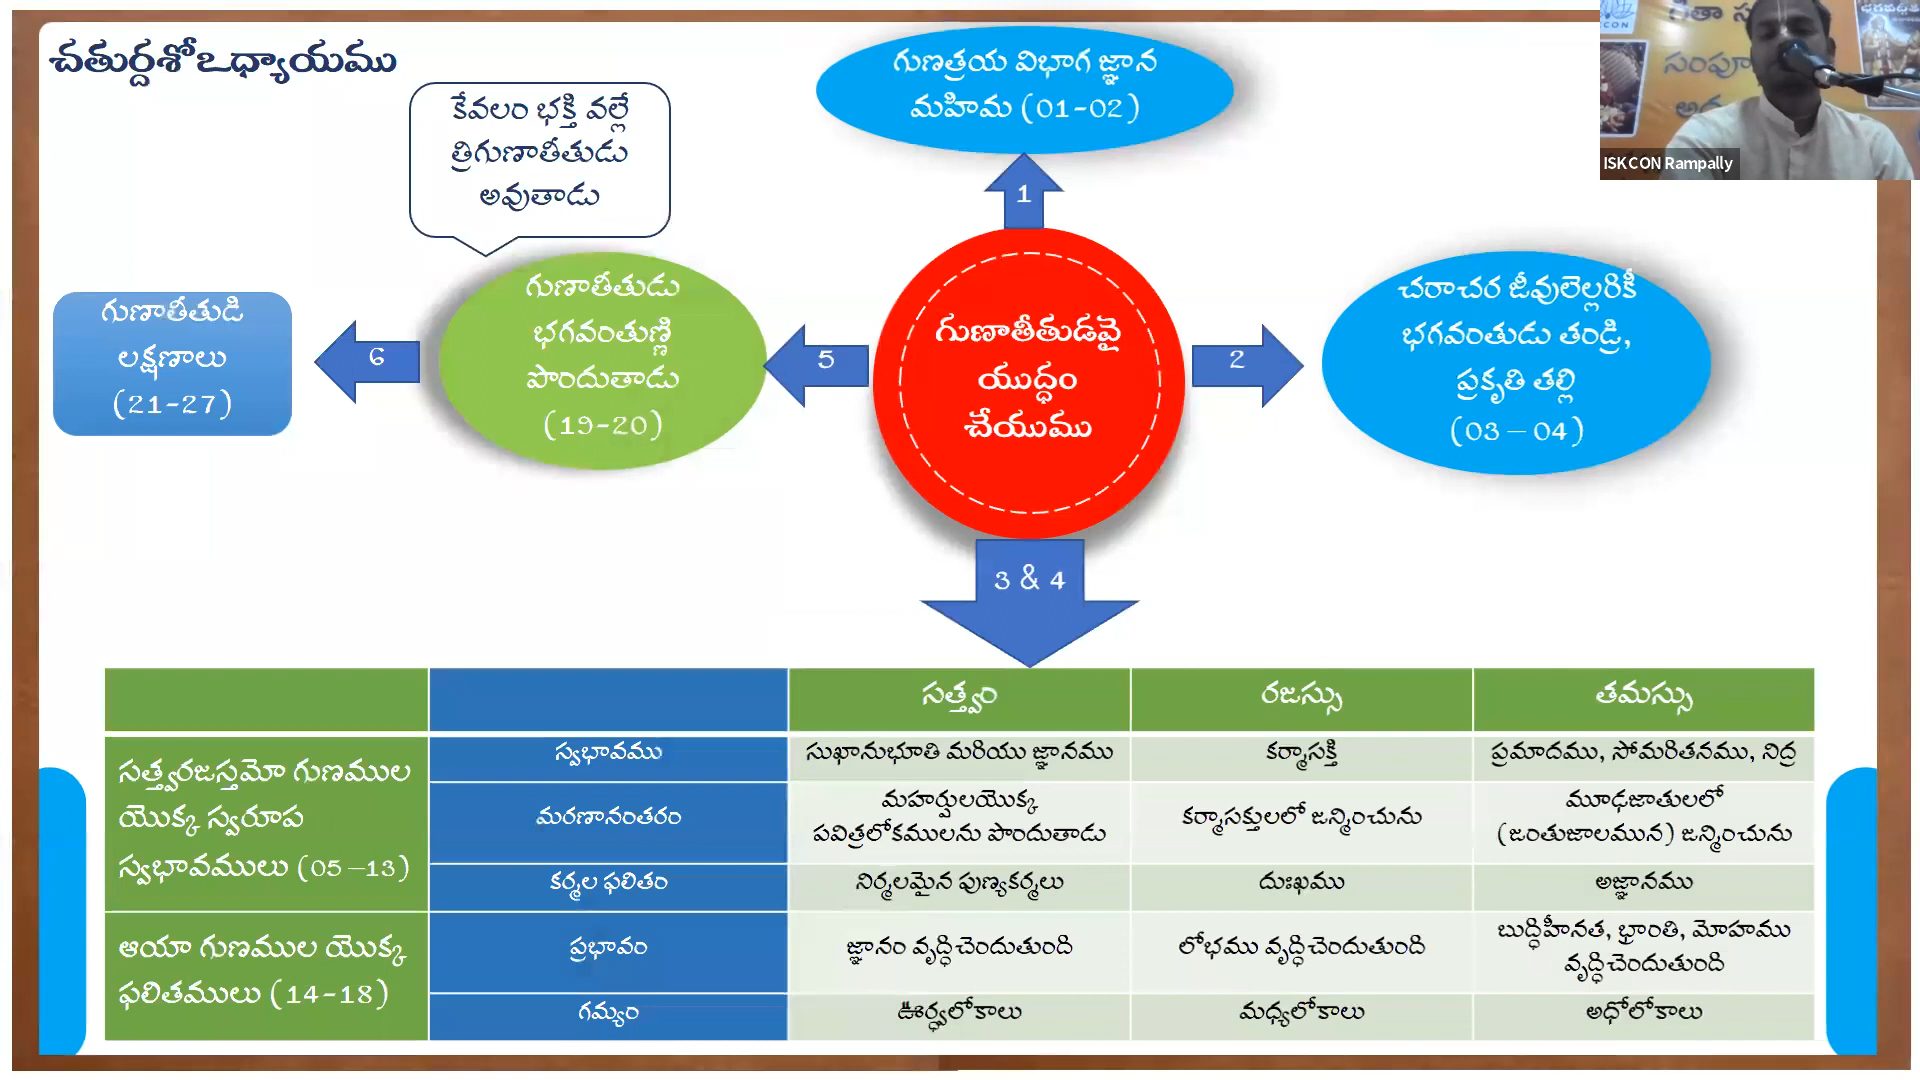 చతుర్దశోఽధ్యాయము
గుణత్రయ విభాగ జ్ఞాన
మహిమ (01-02)
ISKCON Rampally
కేవలం భక్తి వల్లే
త్రిగుణాతీతుడు
అవుతాడు
1
గుణాతీతుడి
లక్షణాలు
(21-27)
6
గుణాతీతుడు
భగవంతుణ్ణి
పొందుతాడు
(19-20)
5
గుణాతీతుడవై
యుద్ధం
చేయుము
2
చరాచర జీవులెల్లరికీ
భగవంతుడు తండ్రి,
ప్రకృతి తల్లి
(03 – 04)
3 & 4
సత్త్వం
రజస్సు
తమస్సు
సత్త్వరజస్తమో గుణముల
యొక్క స్వరూప
స్వభావములు (05 –13)
స్వభావము
సుఖానుభూతి మరియు జ్ఞానము
కర్మాసక్తి
ప్రమాదము, సోమరితనము, నిద్ర
మరణానంతరం
మహర్షులయొక్క
పవిత్రలోకములను పొందుతాడు
కర్మాసక్తులలో జన్మించును
మూఢజాతులలో
(జంతుజాలమున) జన్మించును
కర్మల ఫలితం
నిర్మలమైన పుణ్యకర్మలు
దుఃఖము
అజ్ఞానము
ఆయా గుణముల యొక్క
ఫలితములు (14-18)
ప్రభావం
జ్ఞానం వృద్ధిచెందుతుంది
లోభము వృద్ధిచెందుతుంది
బుద్ధిహీనత, భ్రాంతి, మోహము
వృద్ధిచెందుతుంది
గమ్యం
ఊర్ధ్వలోకాలు
మధ్యలోకాలు
అధోలోకాలు